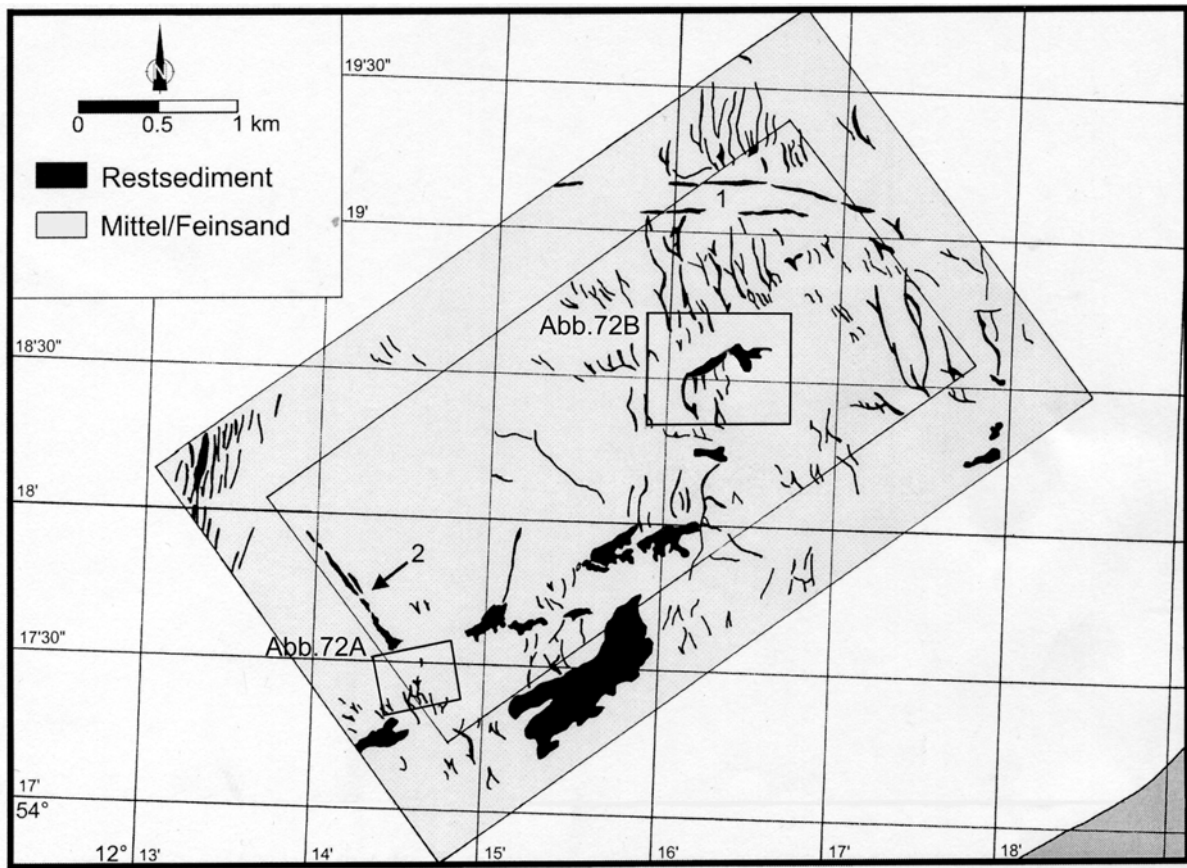 N
0 0.5 1 km
Restsediment
Mittel/Feinsand
19'30"
19'
18'30"
18'
17'30"
17'
54°
12° 13' 14' 15' 16' 17' 18'
1
Abb.72B
2
Abb.72A